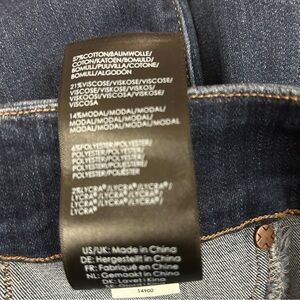 57%COTTON/BAUMWOLLE/
COTON/KATOEN/BOMULD/
BOMULL/PUUVILLA/COTONE/
BOMULL/ALGODÓN
21%VISCOSE/VISKOSE/VISCOSE/
VISCOSE/VISKOSE/VISKOS/
VISKOOSI/VISCOSA/VISKOSE/
VISCOSA
14%MODAL/MODAL/MODAL/
MODAL/MODAL/MODAL/
MODAL/MODAL/MODAL/
MODAL
6%POLYESTER/POLYESTER/
POLYESTER/POLYESTER/
POLYESTER/POLYESTER/
POLYESTER/POLIESTER/
POLYESTER/POLIÉSTER
2%LYCRA®/LYCRA®/LYCRA®/
LYCRA®/LYCRA®/LYCRA®/
LYCRA®/LYCRA®/LYCRA®/
LYCRA®
US/UK: Made in China
DE: Hergestellt in China
FR: Fabriqué en Chine
NL: Gemaakt in China
DK: Lavet i Kina
14900